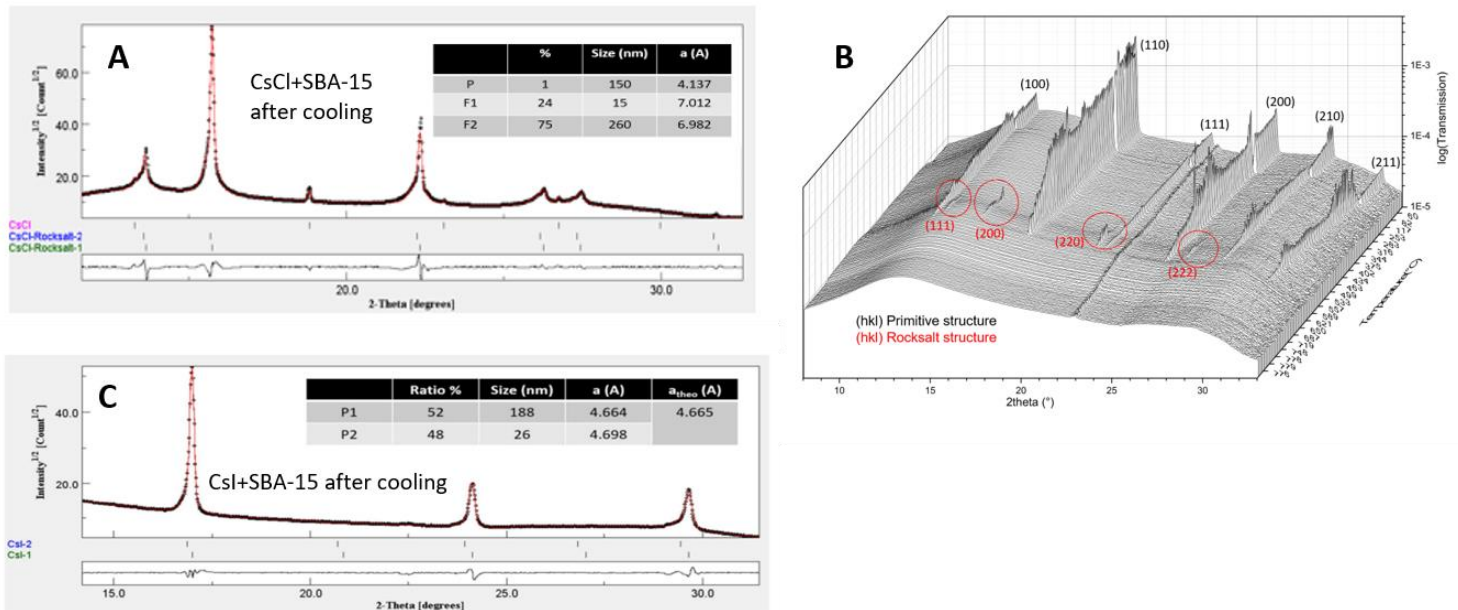 A
CsCl+SBA-15
after cooling
% Size (nm) a (A)
P 1 150 4.137
F1 24 15 7.012
F2 75 260 6.982
Intensity^1/2 [Count^1/2]
60.0
40.0
20.0
CsCl
CsCl-Rocksalt-2
CsCl-Rocksalt-1
20.0 30.0
2-Theta [degrees]
B
(100)
(110)
(111)
(200)
(210)
(211)
(111)
(200)
(220)
(222)
(hkl) Primitive structure
(hkl) Rocksalt structure
1E-3
1E-4
1E-5
log(Transmission)
Temperature(°C)
10 15 20 25 30
2theta (°)
C
Ratio % Size (nm) a (A) a_theo (A)
P1 52 188 4.664 4.665
P2 48 26 4.698
CsI+SBA-15 after cooling
Intensity^1/2 [Count^1/2]
40.0
20.0
CsI-2
CsI-1
15.0 20.0 25.0 30.0
2-Theta [degrees]